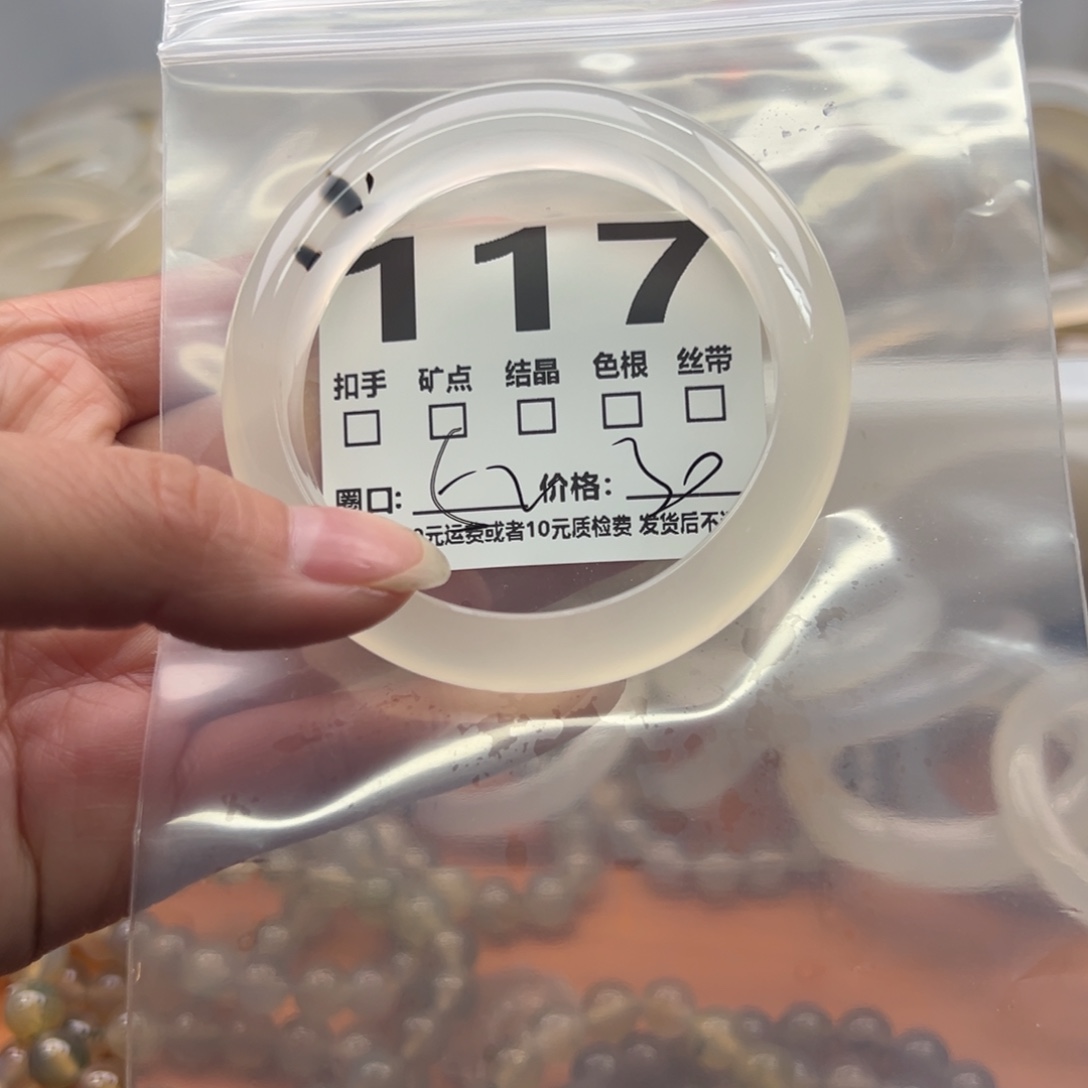 117
扣手 矿点 结晶 色根 丝带
圈口: 价格:
0元运费或者10元质检费 发货后不